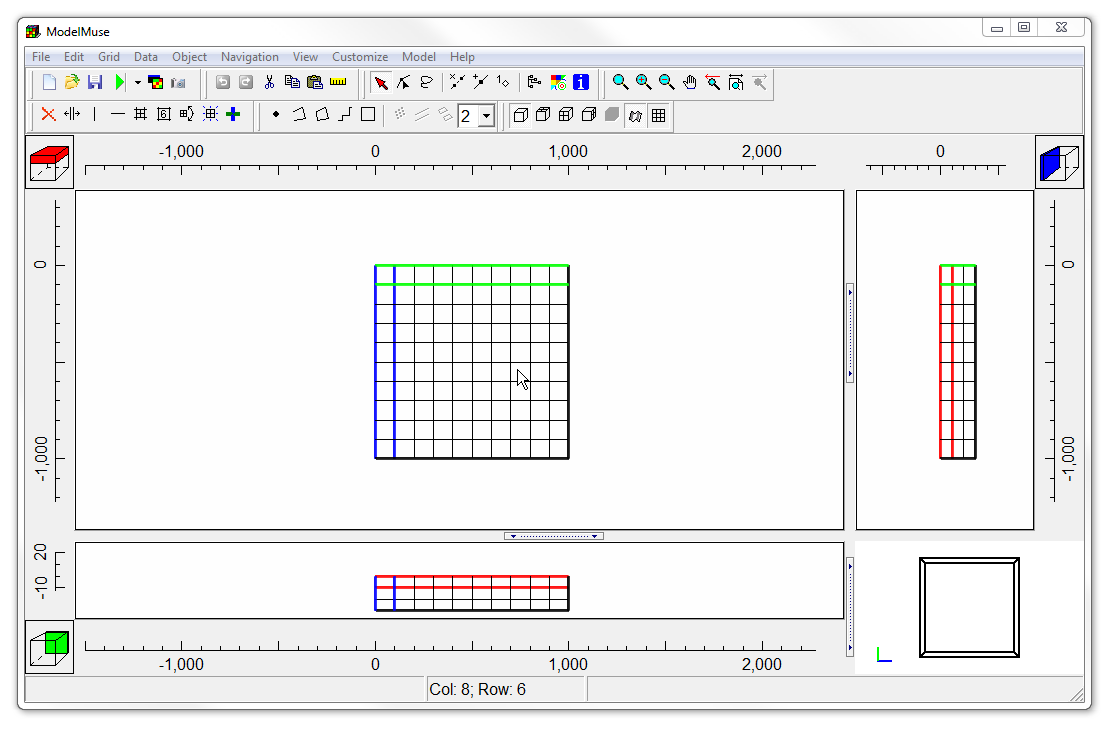 ModelMuse
File Edit Grid Data Object Navigation View Customize Model Help
6
2
-1,000 0 1,000 2,000
0
0
-1,000
0
-1,000
20
-10
-1,000 0 1,000 2,000
Col: 8; Row: 6